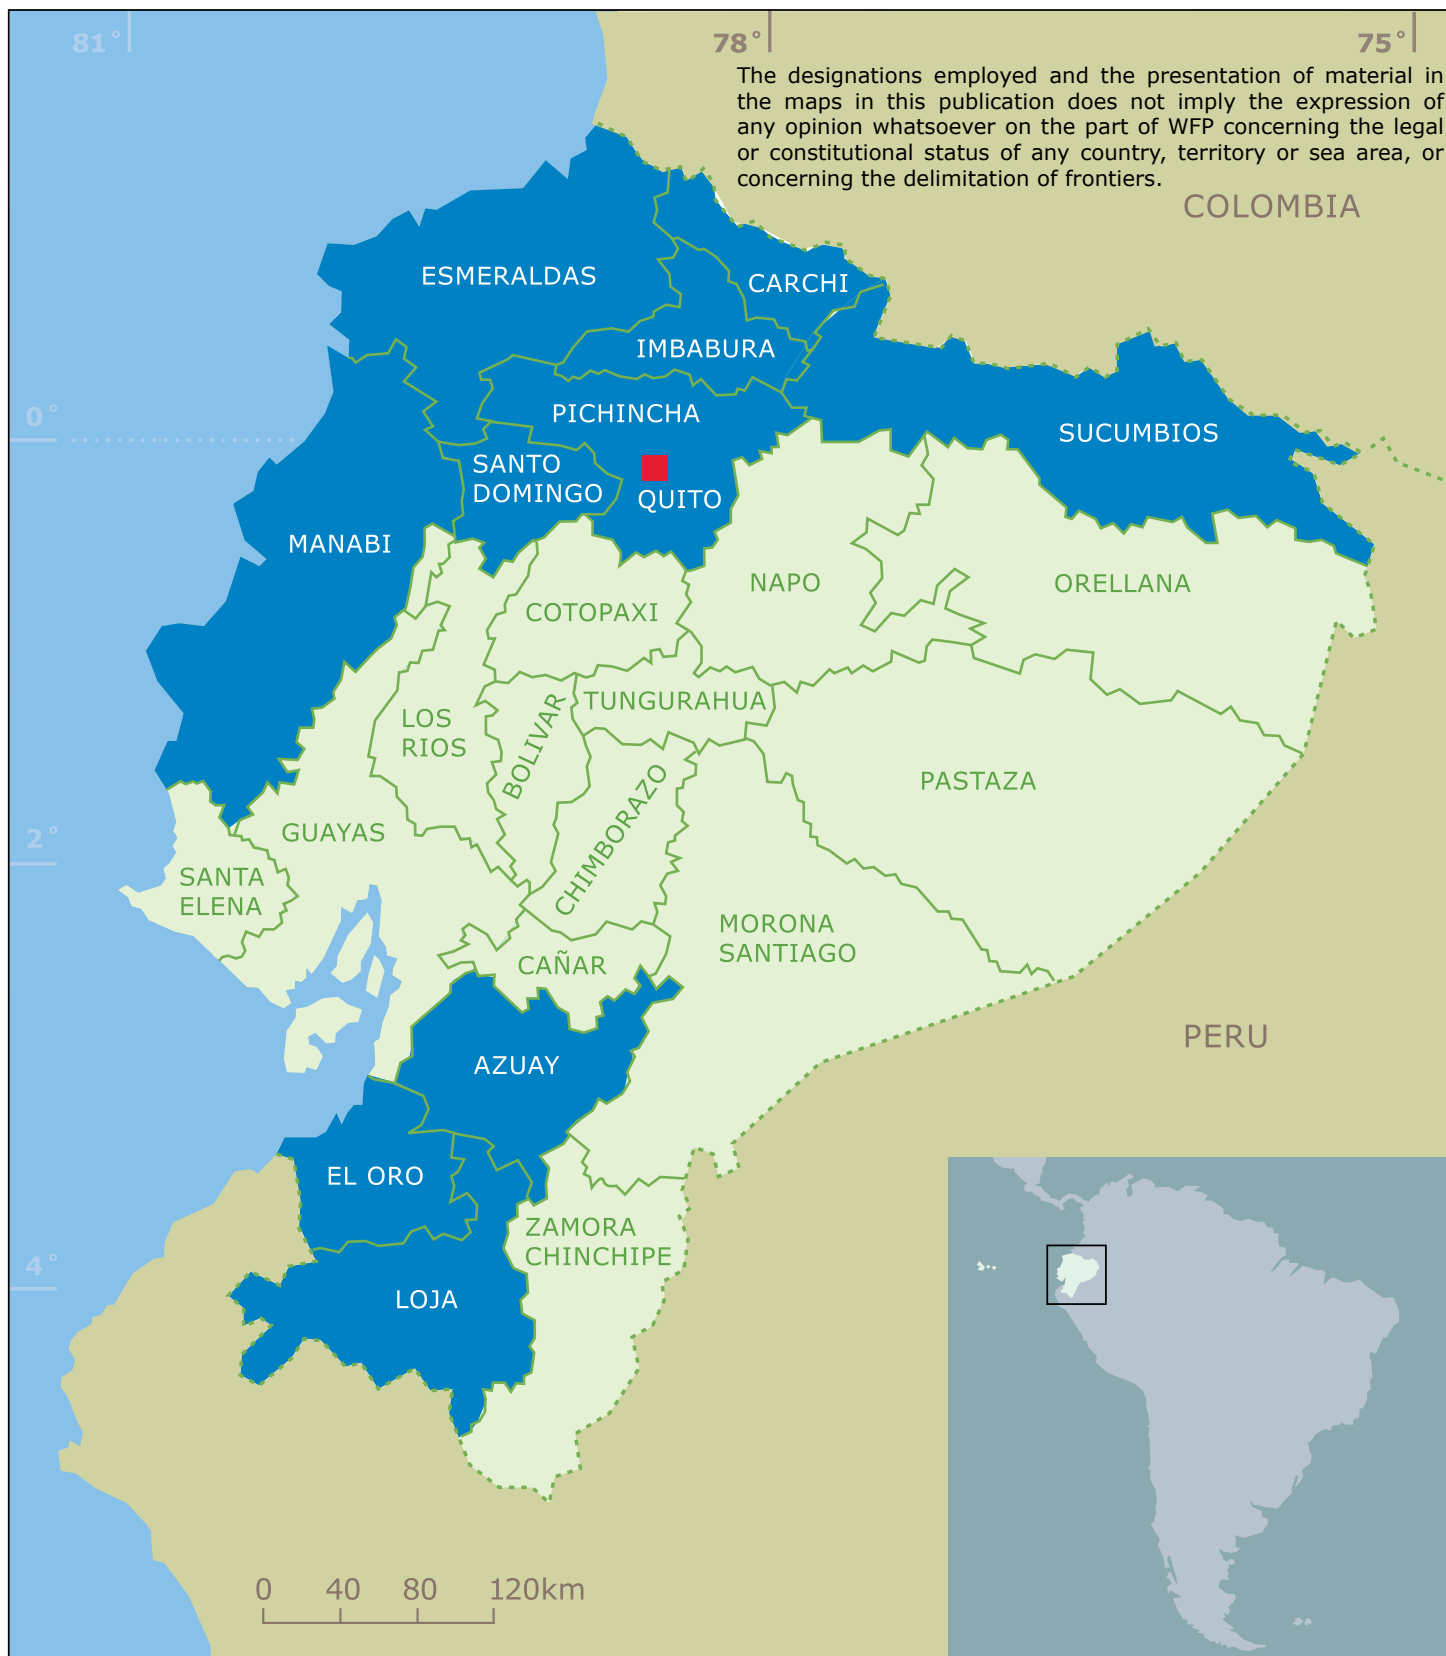 81°
78°
75°
The designations employed and the presentation of material in
the maps in this publication does not imply the expression of
any opinion whatsoever on the part of WFP concerning the legal
or constitutional status of any country, territory or sea area, or
concerning the delimitation of frontiers.
COLOMBIA
ESMERALDAS
CARCHI
IMBABURA
0°
PICHINCHA
SUCUMBIOS
SANTO
DOMINGO
QUITO
MANABI
NAPO
ORELLANA
COTOPAXI
TUNGURAHUA
LOS
RIOS
BOLIVAR
PASTAZA
CHIMBORAZO
2°
GUAYAS
SANTA
ELENA
MORONA
SANTIAGO
CAÑAR
PERU
AZUAY
EL ORO
ZAMORA
CHINCHIPE
4°
LOJA
0 40 80 120km